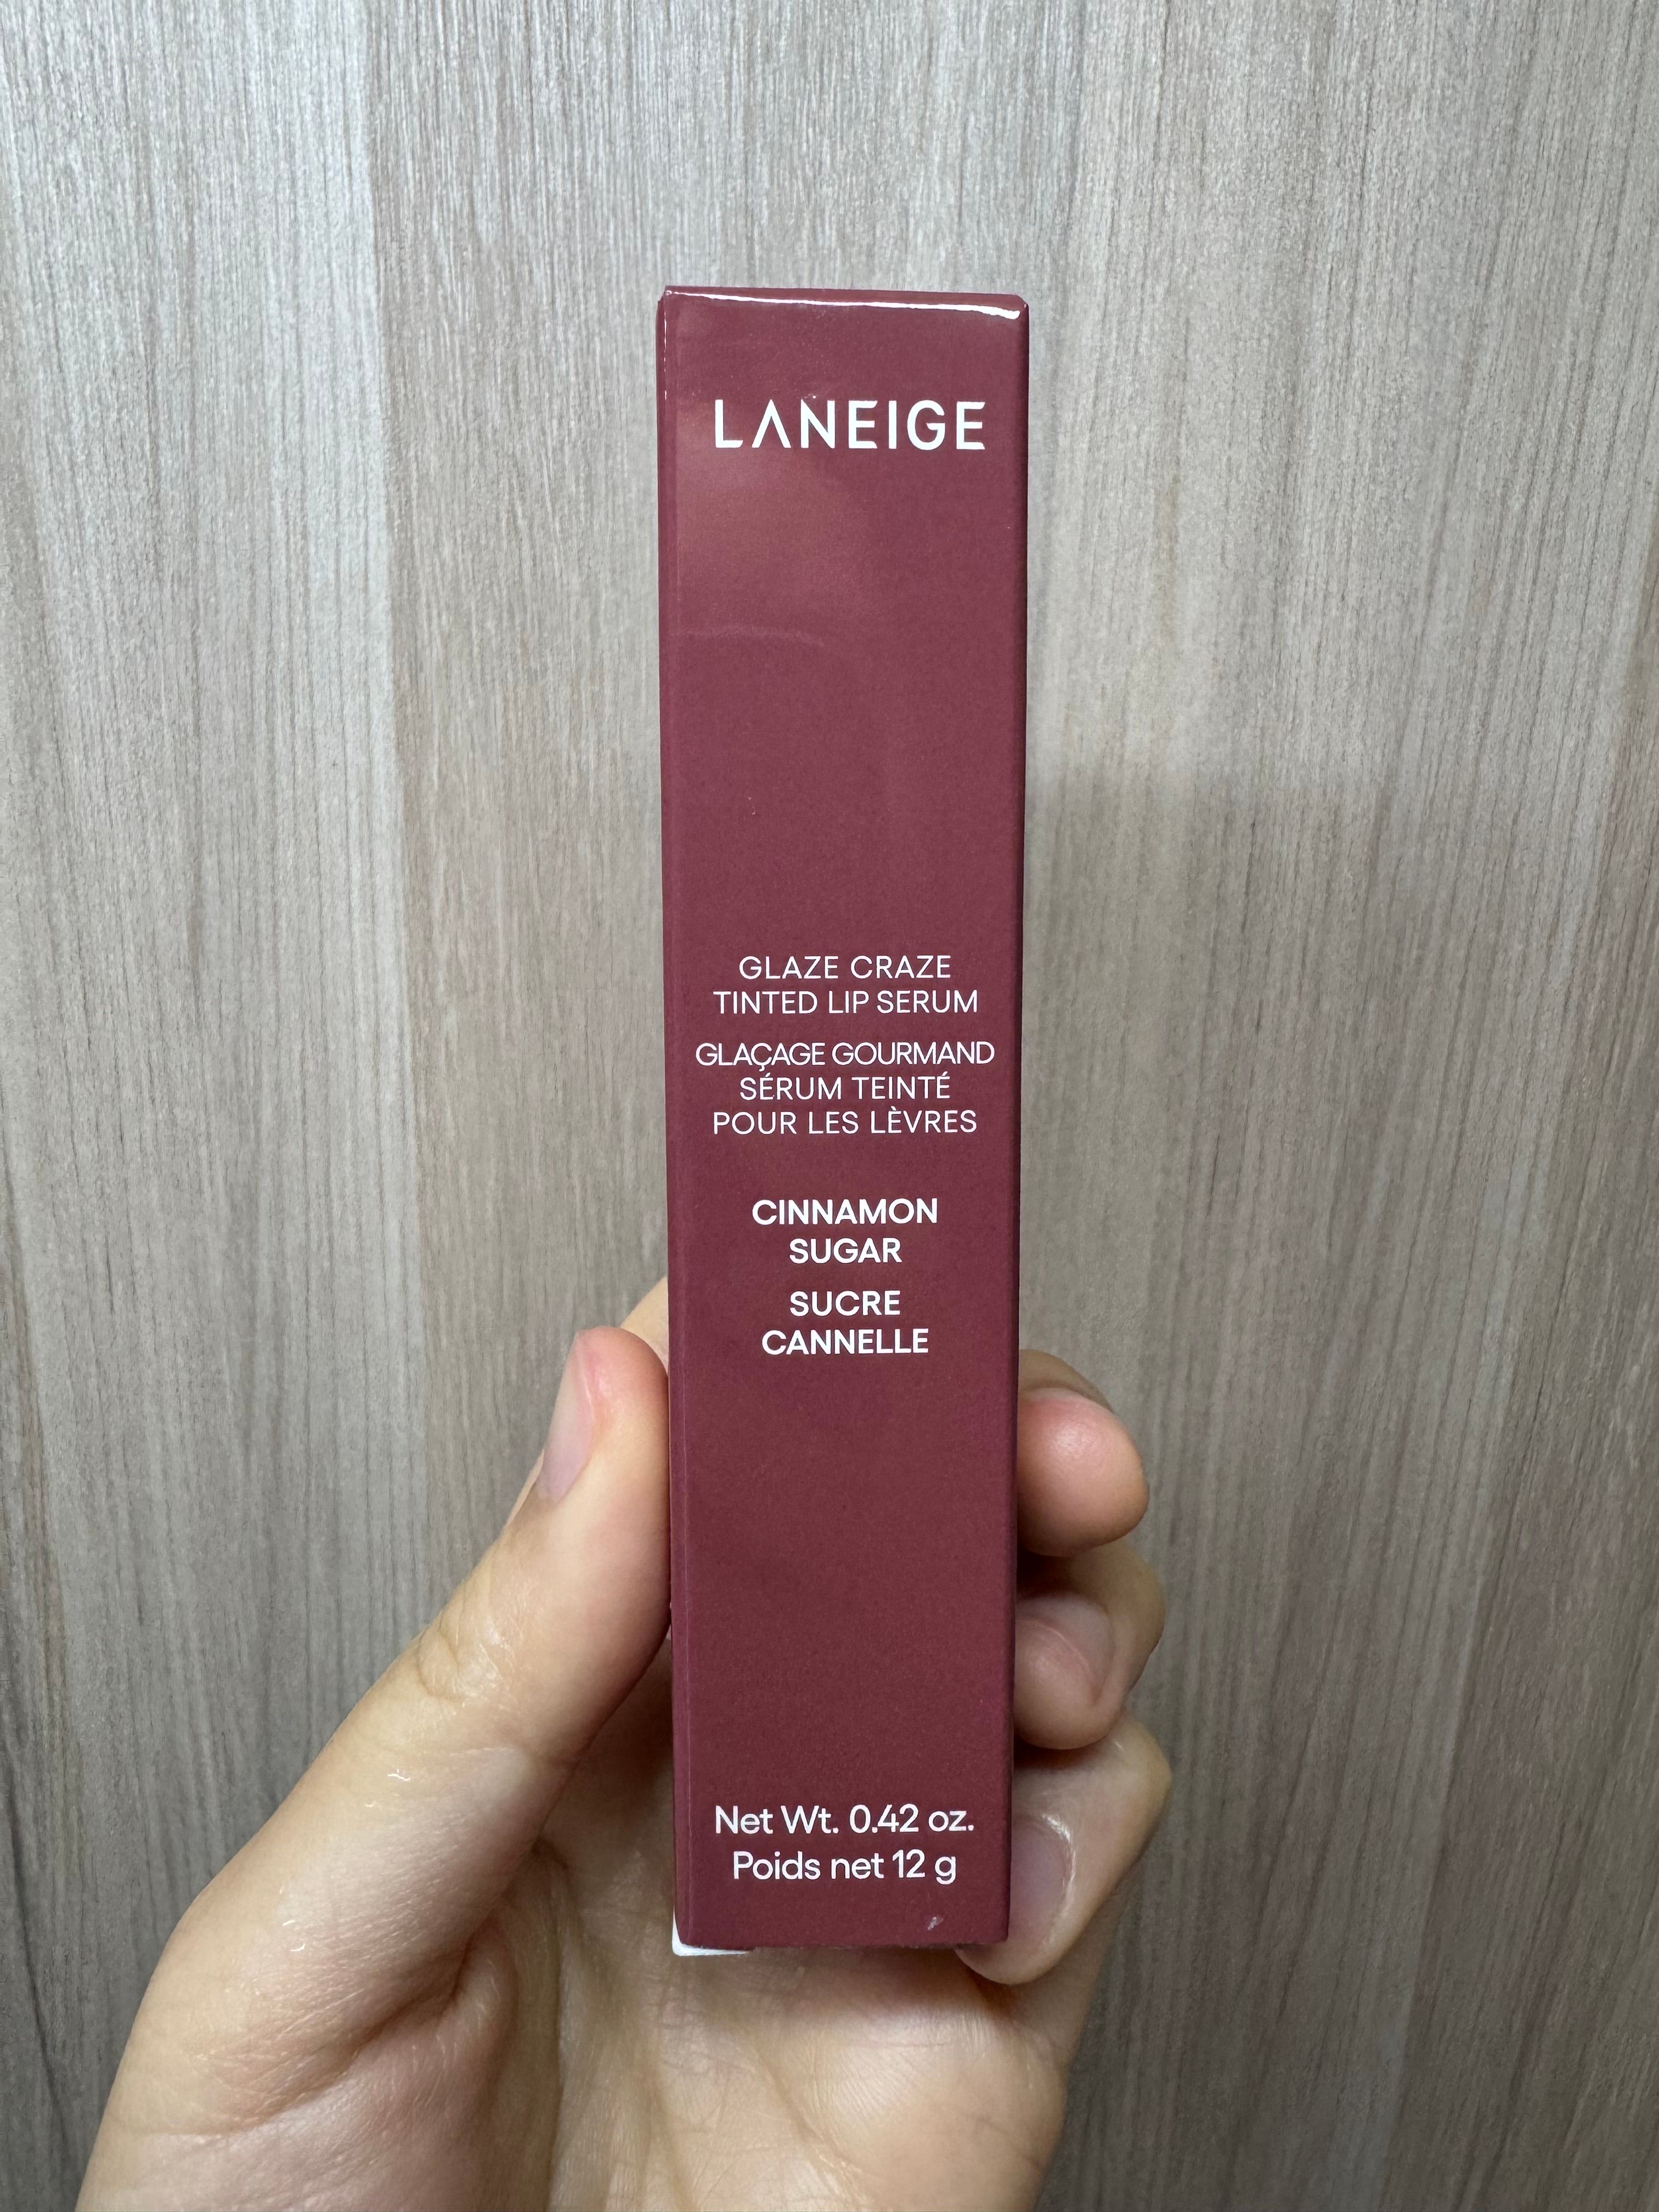 LANEIGE
GLAZE CRAZE
TINTED LIP SERUM
GLAÇAGE GOURMAND
SÉRUM TEINTÉ
POUR LES LÈVRES
CINNAMON
SUGAR
SUCRE
CANNELLE
Net Wt. 0.42 oz.
Poids net 12 g